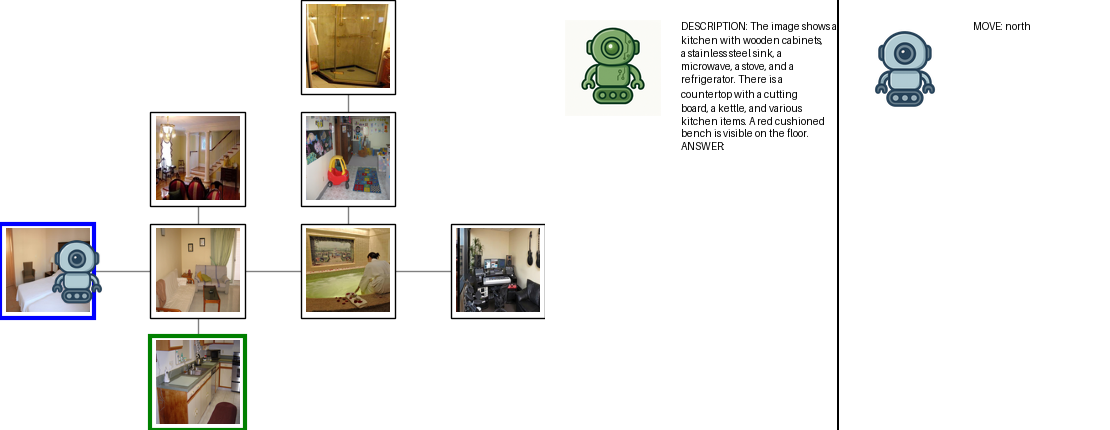 DESCRIPTION: The image shows a
kitchen with wooden cabinets,
a stainless steel sink, a
microwave, a stove, and a
refrigerator. There is a
countertop with a cutting
board, a kettle, and various
kitchen items. A red cushioned
bench is visible on the floor.
ANSWER:
MOVE: north